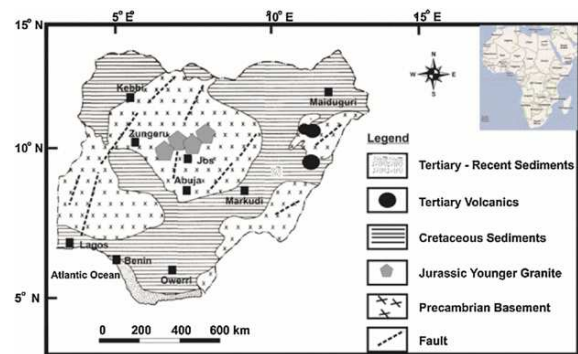 15° N
5° E
10° E
15° E
N
W
E
S
Kebbi
Maiduguri
10° N
Zungeru
Jos
Abuja
Markudi
Lagos
Benin
Atlantic Ocean
Owerri
5° N
0 200 400 600 km
Legend
Tertiary - Recent Sediments
Tertiary Volcanics
Cretaceous Sediments
Jurassic Younger Granite
Precambrian Basement
Fault